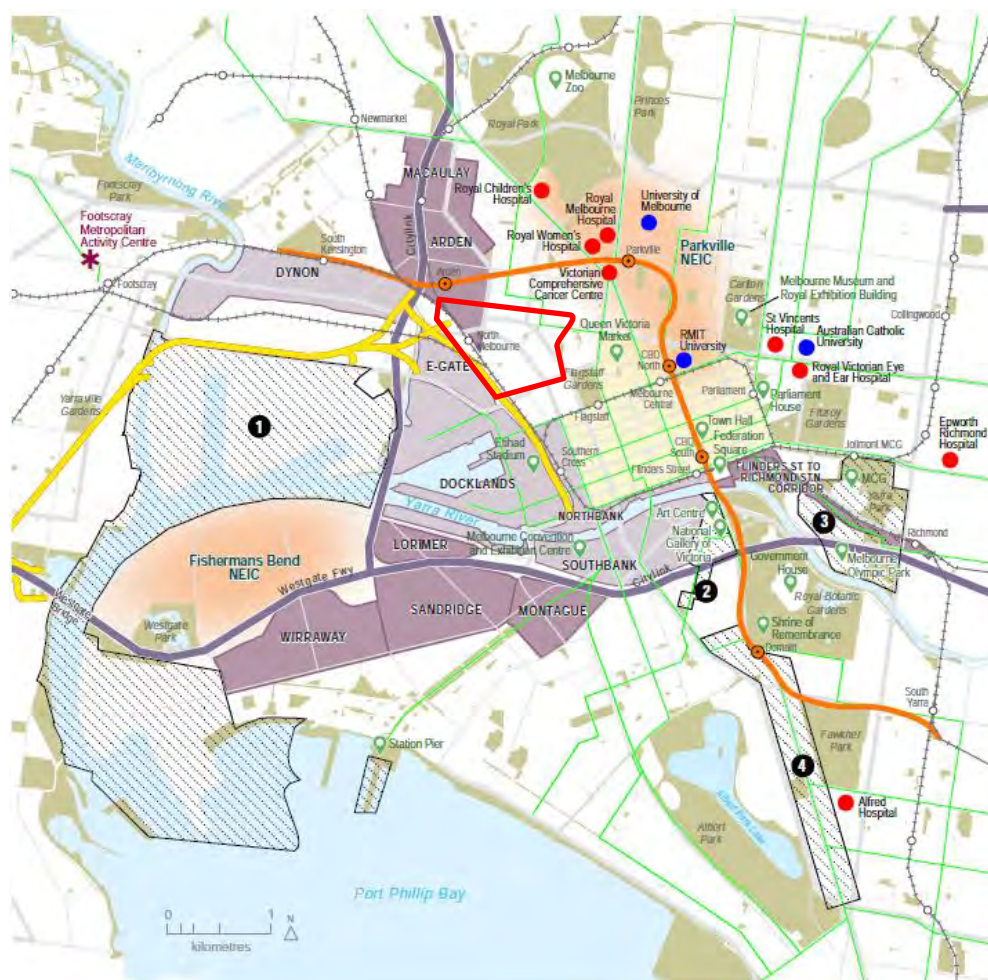 Melbourne
Zoo
Princes
Park
Royal Park
Newmarket
Maribyrnong River
Footscray
Park
MACAULAY
Royal Children's
Hospital
Royal
Melbourne
Hospital
University of
Melbourne
Footscray
Metropolitan
Activity Centre
Citylink
ARDEN
Royal Women's
Hospital
Parkville
Parkville
NEIC
South
Kensington
DYNON
Arden
Victorian
Comprehensive
Cancer Centre
Carlton
Gardens
Melbourne Museum and
Royal Exhibition Building
Footscray
Collingwood
St Vincents
Hospital
Australian Catholic
University
North
Melbourne
Queen Victoria
Market
RMIT
University
CBD
North
Royal Victorian Eye
and Ear Hospital
E-GATE
Flagstaff
Gardens
Melbourne
Central
Parliament
Parliament
House
Yarraville
Gardens
Flagstaff
Fitzroy
Gardens
1
Town Hall
Epworth
Richmond
Hospital
Etihad
Stadium
Southern
Cross
CBD
South
Federation
Square
Jolimont MCG
Flinders Street
FLINDERS ST TO
RICHMOND STN
CORRIDOR
MCG
Yarra
Park
DOCKLANDS
Yarra River
NORTHBANK
Art Centre
3
Richmond
LORIMER
Melbourne Convention
and Exhibition Centre
National
Gallery of
Victoria
Fishermans Bend
NEIC
SOUTHBANK
Government
House
Melbourne
Olympic Park
Westgate Fwy
CityLink
Westgate
Bridge
2
Royal Botanic
Gardens
Westgate
Park
SANDRIDGE
MONTAGUE
WIRRAWAY
Shrine of
Remembrance
Domain
South
Yarra
Station Pier
Fawkner
Park
4
Albert Park Lake
Alfred
Hospital
Albert
Park
Port Phillip Bay
0 1
kilometres
N